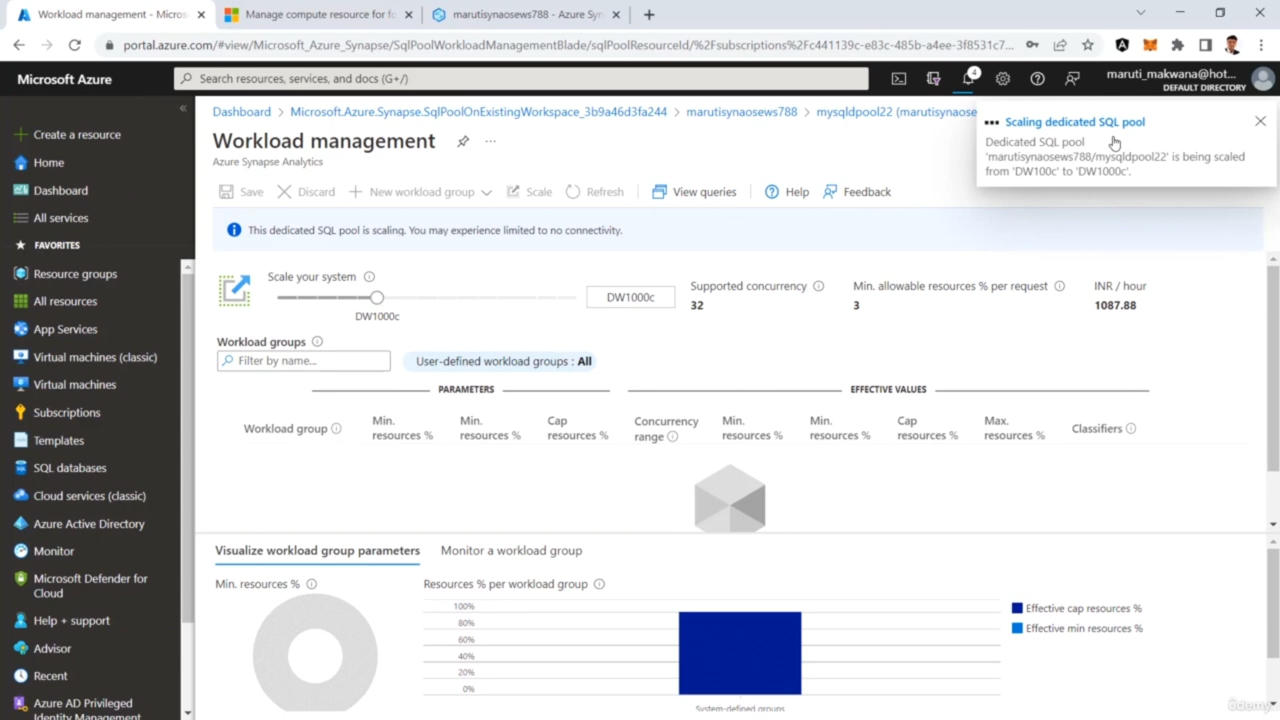 Workload management - Micros
Manage compute resource for fo
marutisynaosews788 - Azure Syn
portal.azure.com/#view/Microsoft_Azure_Synapse/SqlPoolWorkloadManagementBlade/sqlPoolResourceId/%2Fsubscriptions%2Fc441139c-e83c-485b-a4ee-3f8531c7...
Microsoft Azure
Search resources, services, and docs (G+/)
4
maruti_makwana@hot...
DEFAULT DIRECTORY
Create a resource
Home
Dashboard
All services
FAVORITES
Resource groups
All resources
App Services
Virtual machines (classic)
Virtual machines
Subscriptions
Templates
SQL databases
Cloud services (classic)
Azure Active Directory
Monitor
Microsoft Defender for
Cloud
Help + support
Advisor
Recent
Azure AD Privileged
Identity Management
Dashboard > Microsoft.Azure.Synapse.SqlPoolOnExistingWorkspace_3b9a46d3fa244 > marutisynaosews788 > mysqldpool22 (marutisynaose
Workload management
Azure Synapse Analytics
Scaling dedicated SQL pool
Dedicated SQL pool
'marutisynaosews788/mysqldpool22' is being scaled
from 'DW100c' to 'DW1000c'.
Save
Discard
New workload group
Scale
Refresh
View queries
Help
Feedback
This dedicated SQL pool is scaling. You may experience limited to no connectivity.
Scale your system
DW1000c
DW1000c
Supported concurrency
32
Min. allowable resources % per request
3
INR / hour
1087.88
Workload groups
Filter by name...
User-defined workload groups : All
PARAMETERS
EFFECTIVE VALUES
Workload group
Min.
resources %
Min.
resources %
Cap
resources %
Concurrency
range
Min.
resources %
Min.
resources %
Cap
resources %
Max.
resources %
Classifiers
Visualize workload group parameters
Monitor a workload group
Min. resources %
Resources % per workload group
100%
80%
60%
40%
20%
0%
System-defined groups
Effective cap resources %
Effective min resources %
ûdemy